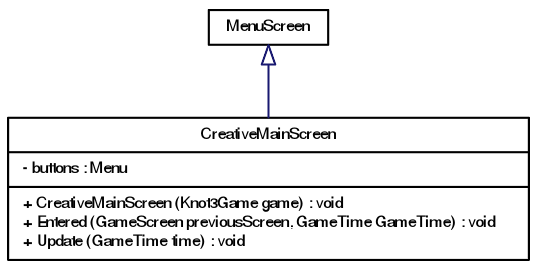 MenuScreen
CreativeMainScreen
- buttons : Menu
+ CreativeMainScreen (Knot3Game game) : void
+ Entered (GameScreen previousScreen, GameTime GameTime) : void
+ Update (GameTime time) : void